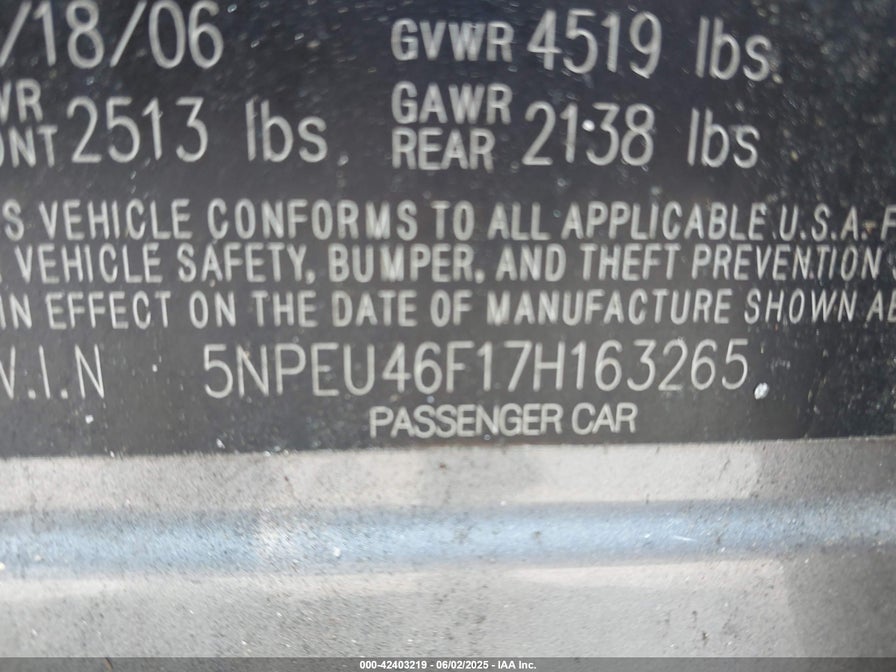 /18/06 GVWR 4519 lbs
WR GAWR
ONT 2513 lbs REAR 2138 lbs
S VEHICLE CONFORMS TO ALL APPLICABLE U.S.A. F
VEHICLE SAFETY, BUMPER, AND THEFT PREVENTION
IN EFFECT ON THE DATE OF MANUFACTURE SHOWN AB
V.I.N 5NPEU46F17H163265
PASSENGER CAR
000-42403219 - 06/02/2025 - IAA Inc.